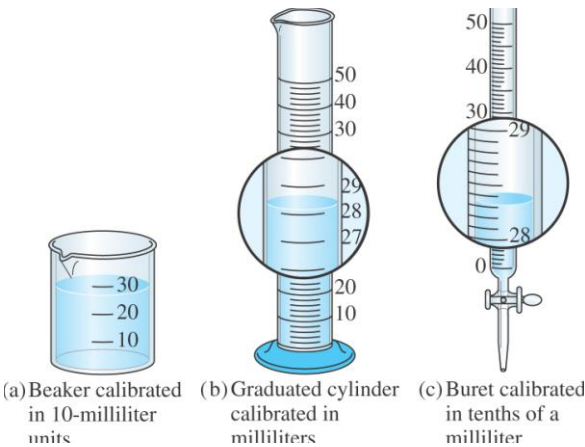 30
20
10
50
40
30
29
28
27
20
10
50
40
30
29
28
0
(a) Beaker calibrated
in 10-milliliter
units
(b) Graduated cylinder
calibrated in
milliliters
(c) Buret calibrated
in tenths of a
milliliter